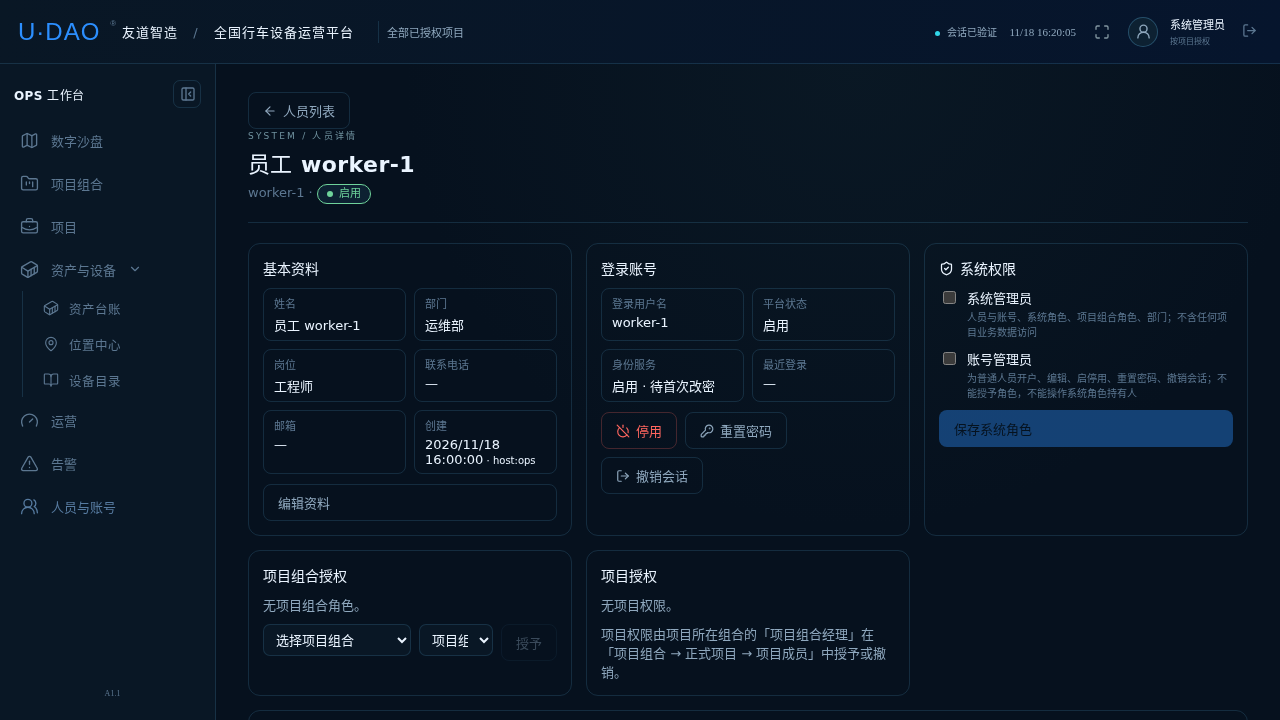 U·DAO ® 友道智造 / 全国行车设备运营平台 全部已授权项目 会话已验证 11/18 16:20:05 系统管理员
按项目授权
OPS 工作台
数字沙盘
项目组合
项目
资产与设备
资产台账
位置中心
设备目录
运营
告警
人员与账号
A1.1
人员列表
SYSTEM / 人员详情
员工 worker-1
worker-1 · 启用
基本资料
姓名
员工 worker-1
部门
运维部
岗位
工程师
联系电话
—
邮箱
—
创建
2026/11/18
16:00:00 · host:ops
编辑资料
登录账号
登录用户名
worker-1
平台状态
启用
身份服务
启用 · 待首次改密
最近登录
—
停用
重置密码
撤销会话
系统权限
系统管理员
人员与账号、系统角色、项目组合角色、部门；不含任何项
目业务数据访问
账号管理员
为普通人员开户、编辑、启停用、重置密码、撤销会话；不
能授予角色，不能操作系统角色持有人
保存系统角色
项目组合授权
无项目组合角色。
选择项目组合
项目组
授予
项目授权
无项目权限。
项目权限由项目所在组合的「项目组合经理」在
「项目组合 → 正式项目 → 项目成员」中授予或撤
销。